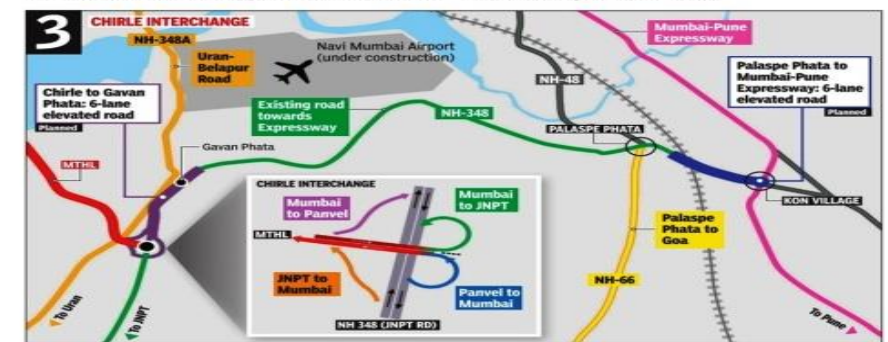 3
CHIRLE INTERCHANGE
NH-348A
Uran-
Belapur
Road
Navi Mumbai Airport
(under construction)
NH-48
Mumbai-Pune
Expressway
Palaspe Phata to
Mumbai-Pune
Expressway: 6-lane
elevated road
Planned
Chirle to Gavan
Phata: 6-lane
elevated road
Planned
Existing road
towards
Expressway
NH-348
PALASPE PHATA
Gavan Phata
MTHL
KON VILLAGE
CHIRLE INTERCHANGE
Mumbai
to Panvel
Mumbai
to JNPT
MTHL
JNPT to
Mumbai
Panvel to
Mumbai
NH 348 (JNPT RD)
Palaspe
Phata to
Goa
NH-66
To Uran
To JNPT
To Pune